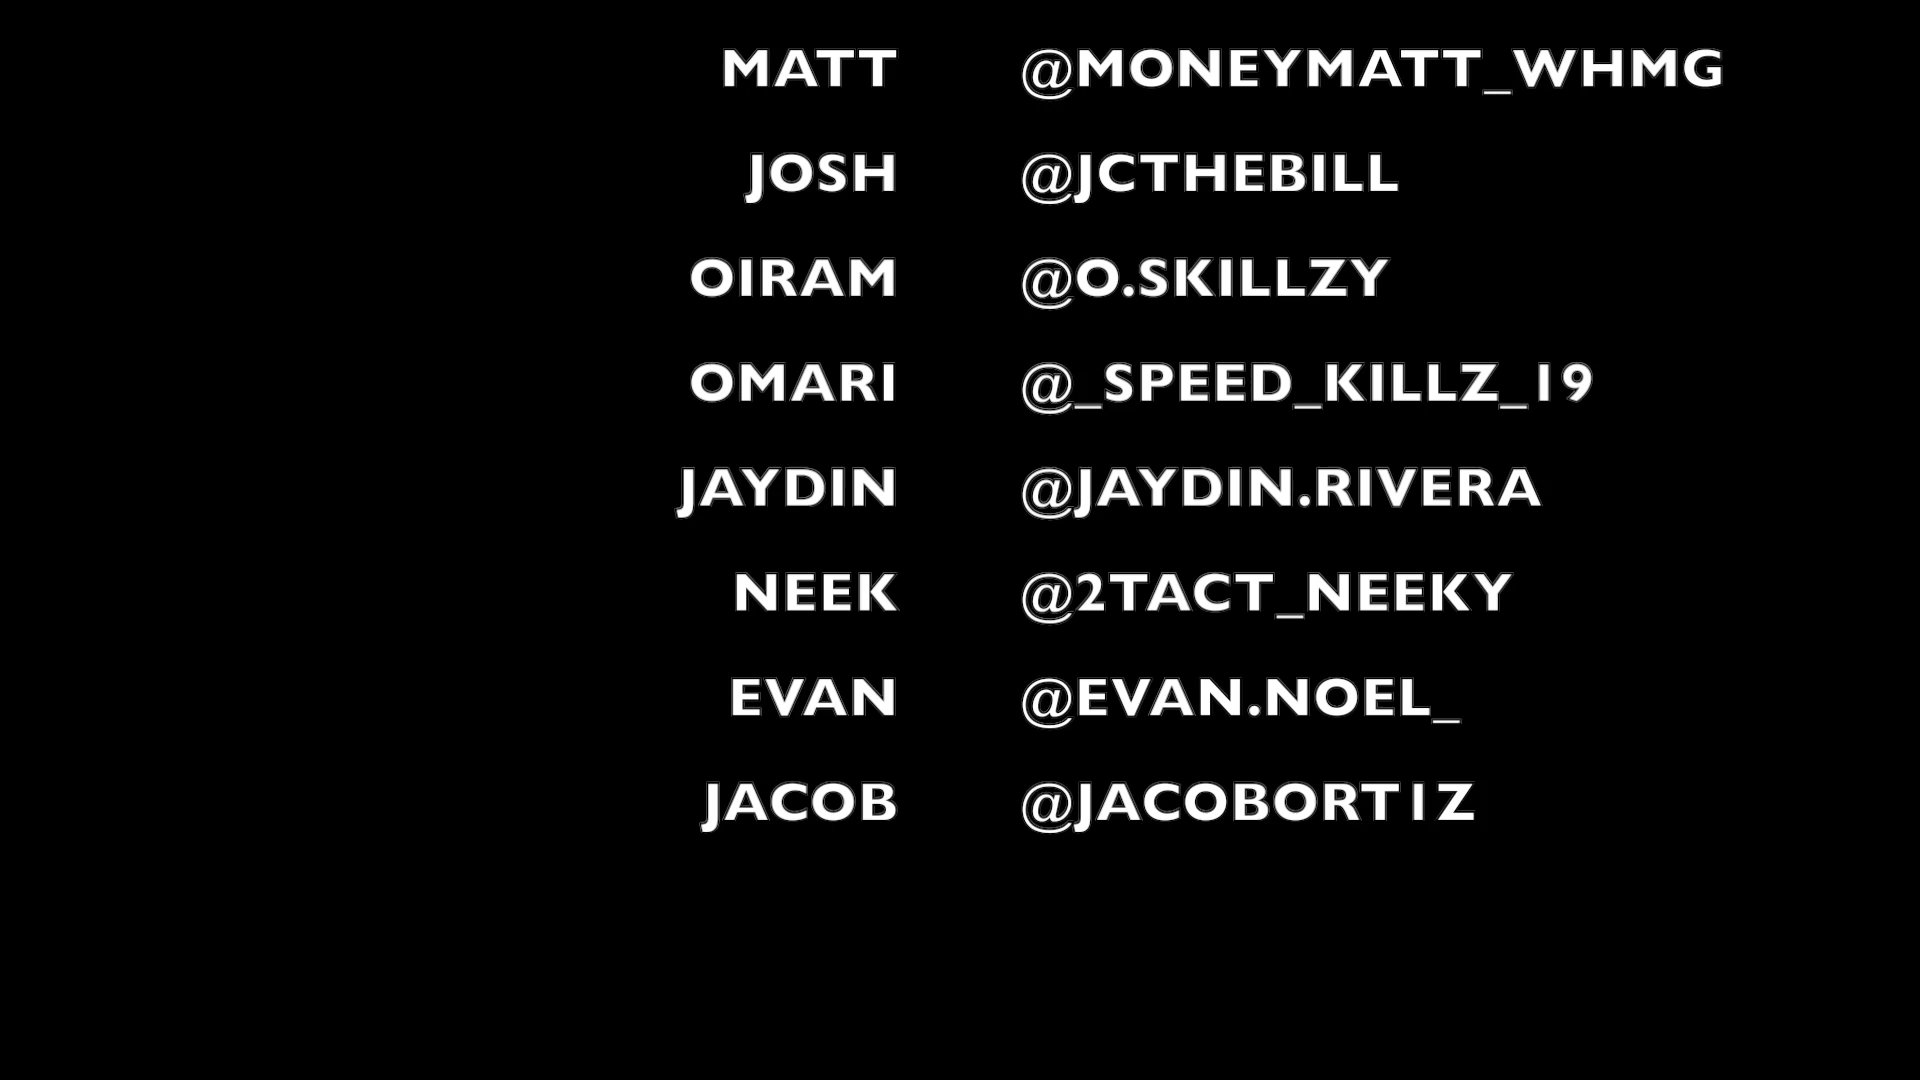 MATT @MONEYMATT_WHMG
JOSH @JCTHEBILL
OIRAM @O.SKILLZY
OMARI @_SPEED_KILLZ_19
JAYDIN @JAYDIN.RIVERA
NEEK @2TACT_NEEKY
EVAN @EVAN.NOEL_
JACOB @JACOBORT1Z